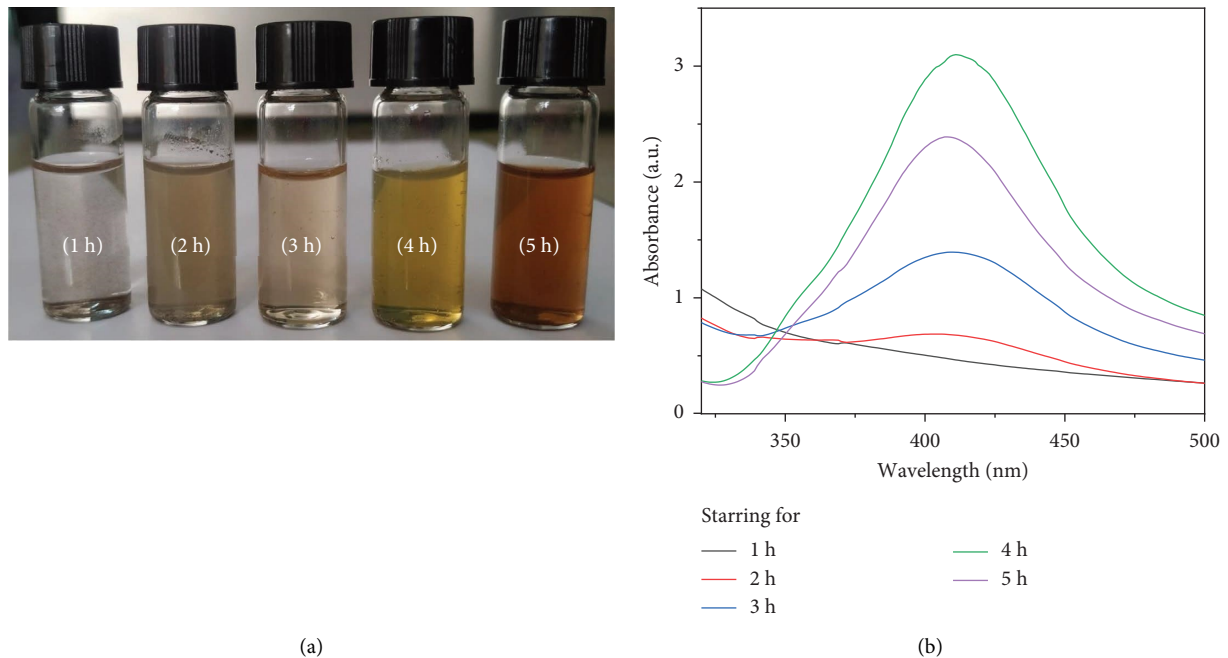 (1 h) (2 h) (3 h) (4 h) (5 h)
(a)
Absorbance (a.u.)
3
2
1
0
350 400 450 500
Wavelength (nm)
Starring for
1 h
2 h
3 h
4 h
5 h
(b)